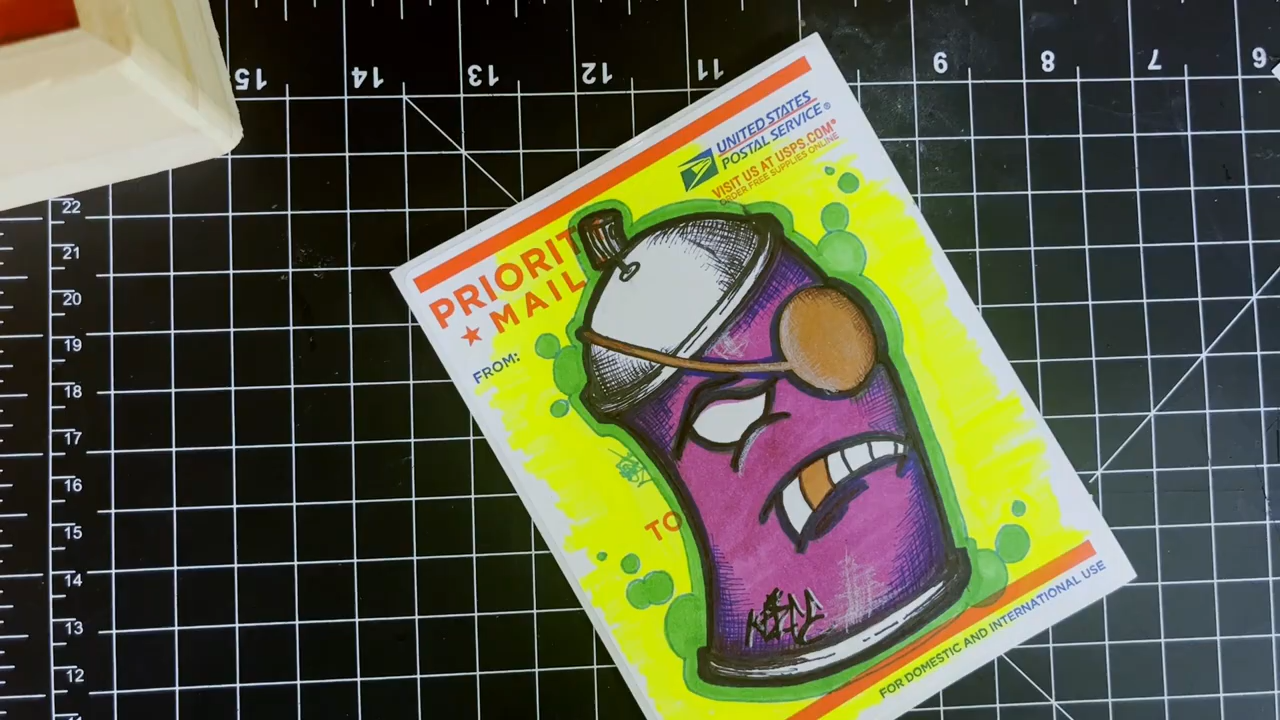 15 14 13 12 11 9 8 7 6
22
21
20
19
18
17
16
15
14
13
12
UNITED STATES
POSTAL SERVICE®
VISIT US AT USPS.COM®
ORDER FREE SUPPLIES ONLINE
PRIORIT
MAIL
FROM:
TO
FOR DOMESTIC AND INTERNATIONAL USE